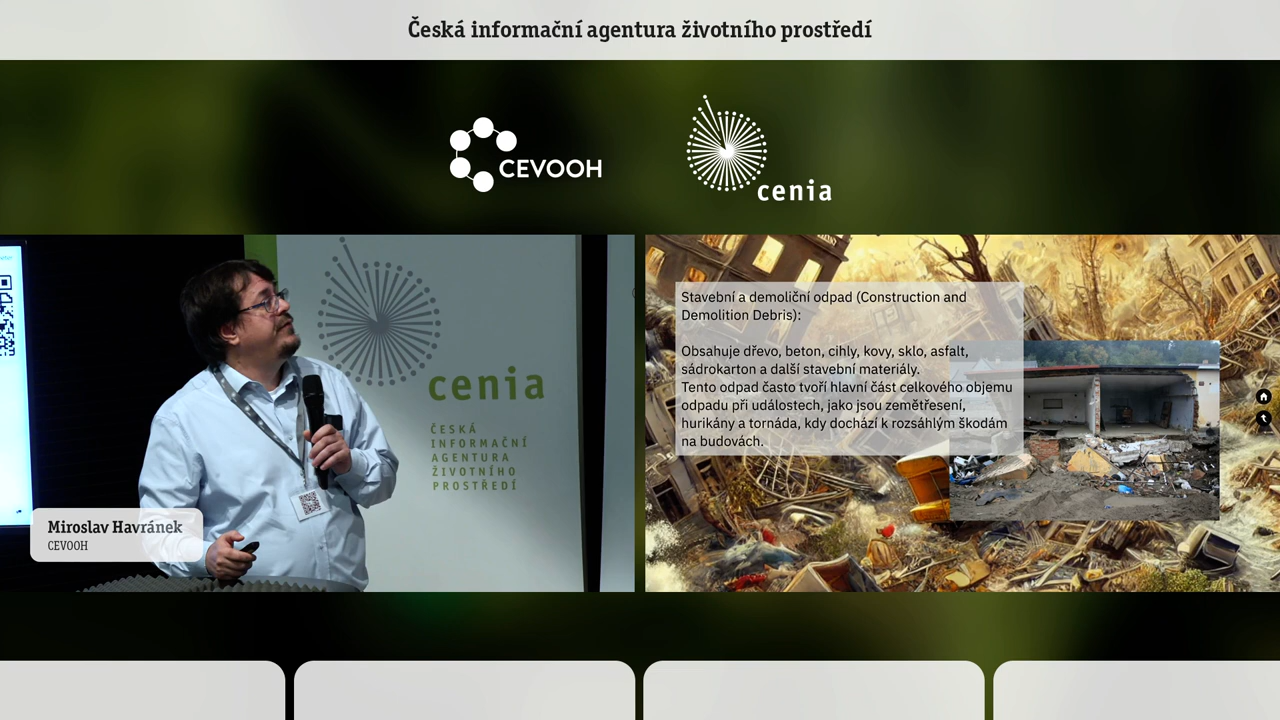 Česká informační agentura životního prostředí
CEVOOH
cenia
cenia
ČESKÁ
INFORMAČNÍ
AGENTURA
ŽIVOTNÍHO
PROSTŘEDÍ
Miroslav Havránek
CEVOOH
Stavební a demoliční odpad (Construction and
Demolition Debris):
Obsahuje dřevo, beton, cihly, kovy, sklo, asfalt,
sádrokarton a další stavební materiály.
Tento odpad často tvoří hlavní část celkového objemu
odpadu při událostech, jako jsou zemětřesení,
hurikány a tornáda, kdy dochází k rozsáhlým škodám
na budovách.